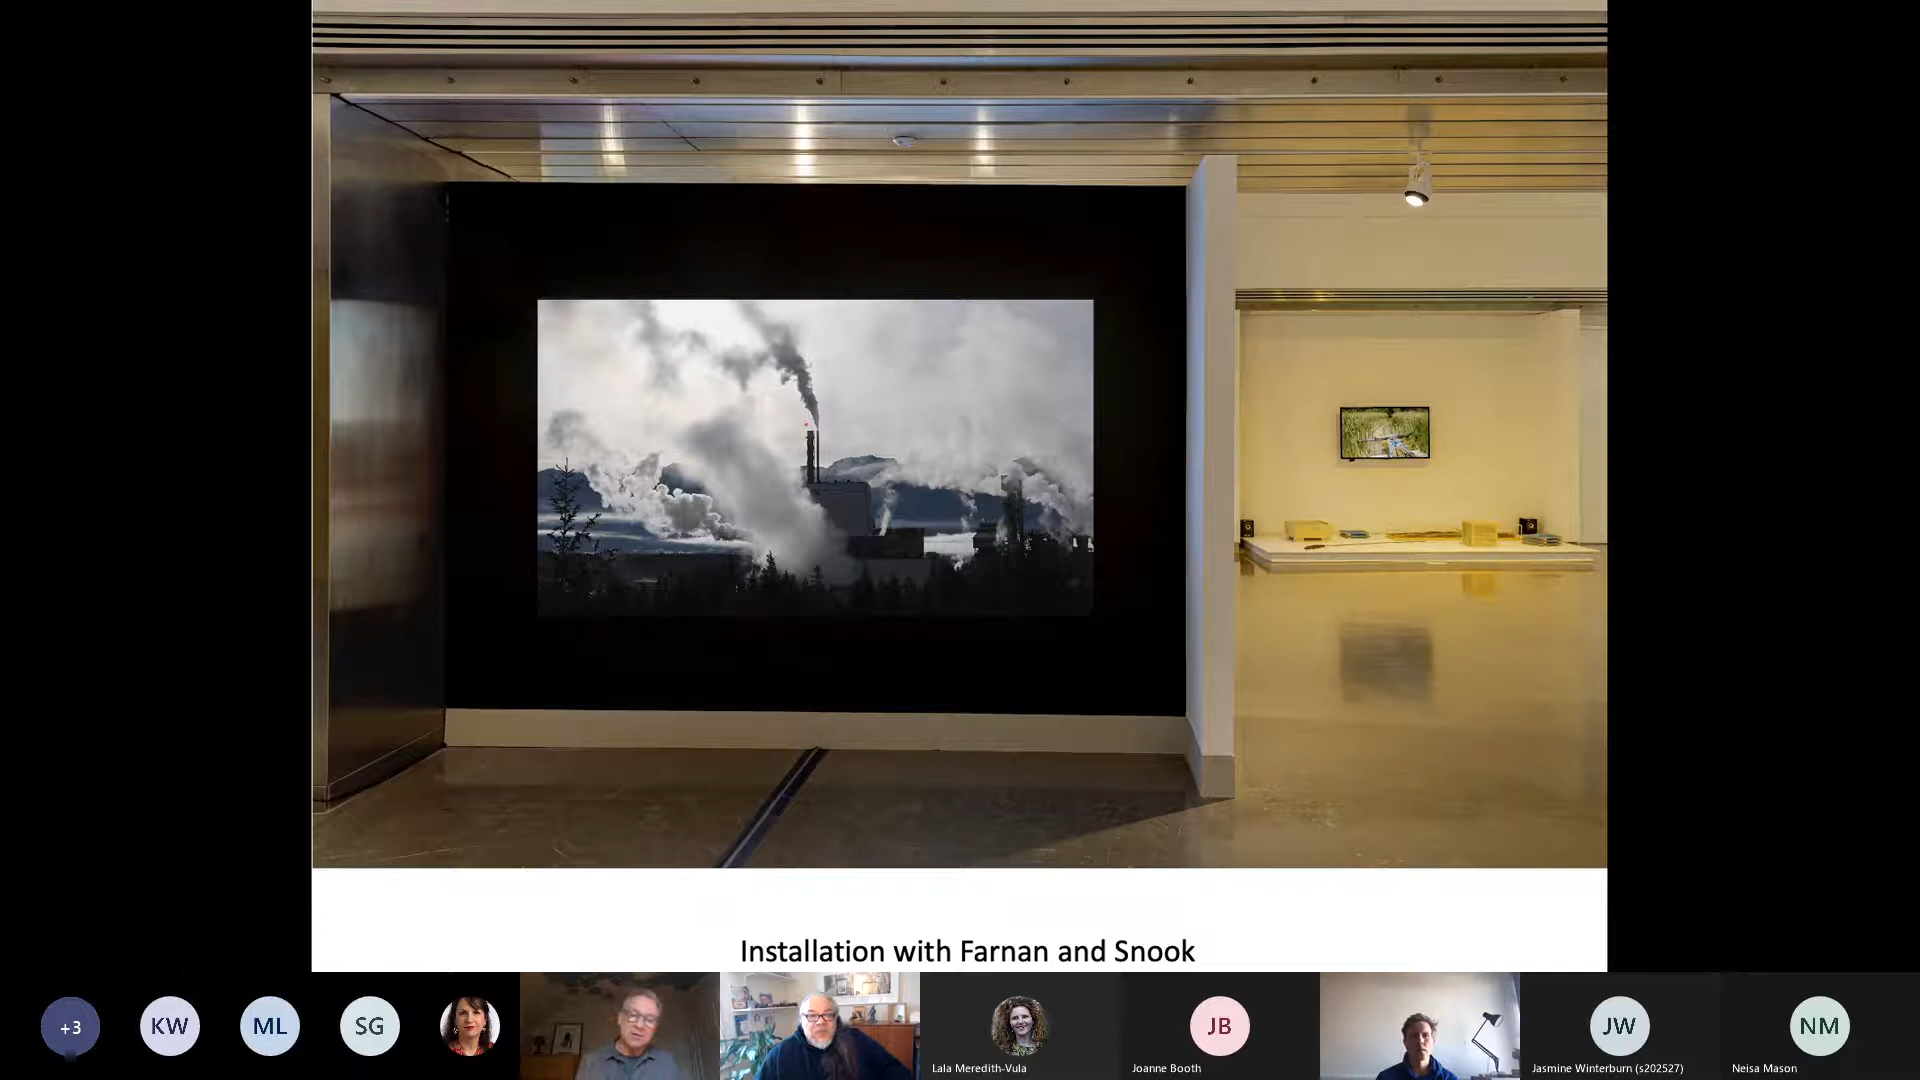 Installation with Farnan and Snook
+3
KW
ML
SG
Lala Meredith-Vula
JB
Joanne Booth
JW
Jasmine Winterburn (s202527)
NM
Neisa Mason